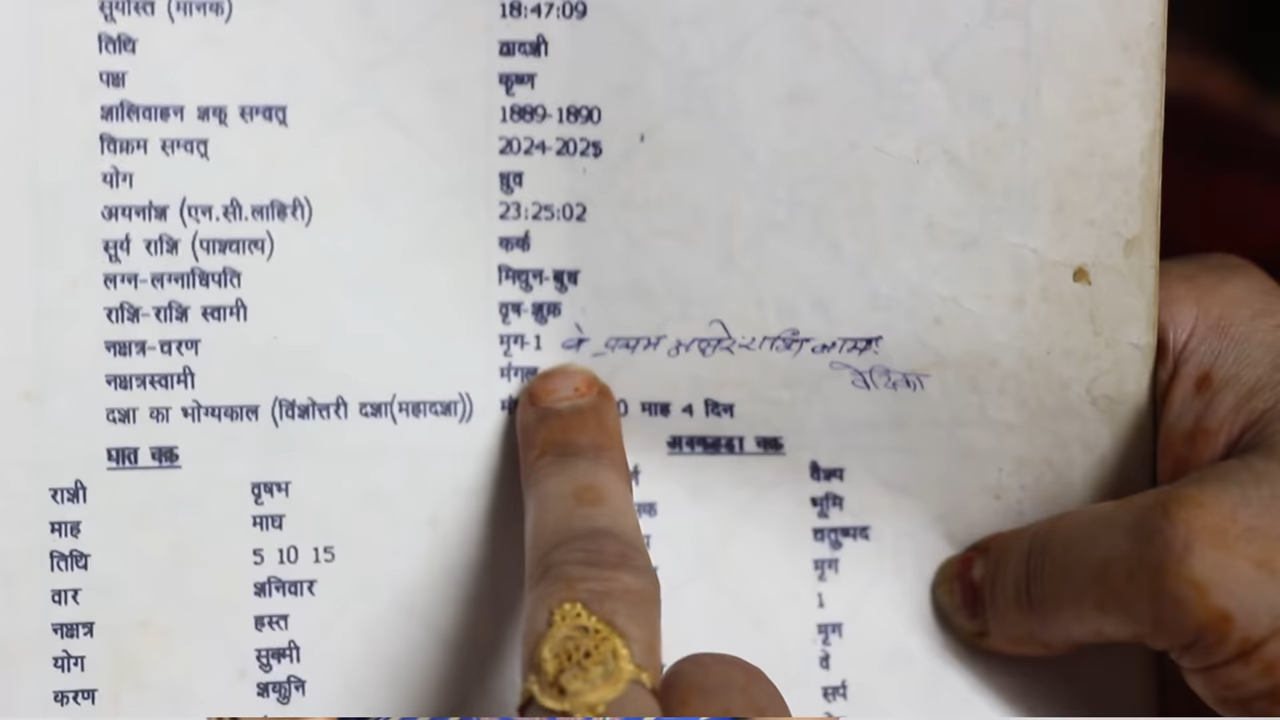 सूर्यास्त (मानक) 18:47:09
तिथि द्वादशी
पक्ष कृष्ण
शालिवाहन शक् सम्वत् 1889-1890
विक्रम सम्वत् 2024-2025
योग ध्रुव
अयनांश (एन.सी.लाहिरी) 23:25:02
सूर्य राशि (पाश्चात्य) कर्क
लग्न-लग्नाधिपति मिथुन-बुध
राशि-राशि स्वामी वृष-शुक्र
नक्षत्र-चरण मृग-1 वे प्रथम राशि नाम
वेदिका
नक्षत्रस्वामी मंगल
दशा का भोग्यकाल (विंशोत्तरी दशा(महादशा)) 0 माह 4 दिन
घात चक्र
अवकहडा चक्र
राशी वृषभ
माह माघ
तिथि 5 10 15
वार शनिवार
नक्षत्र हस्त
योग सुक्मी
करण शकुनि
वैश्य
भूमि
चतुष्पद
मृग
1
मृग
वे
सर्प